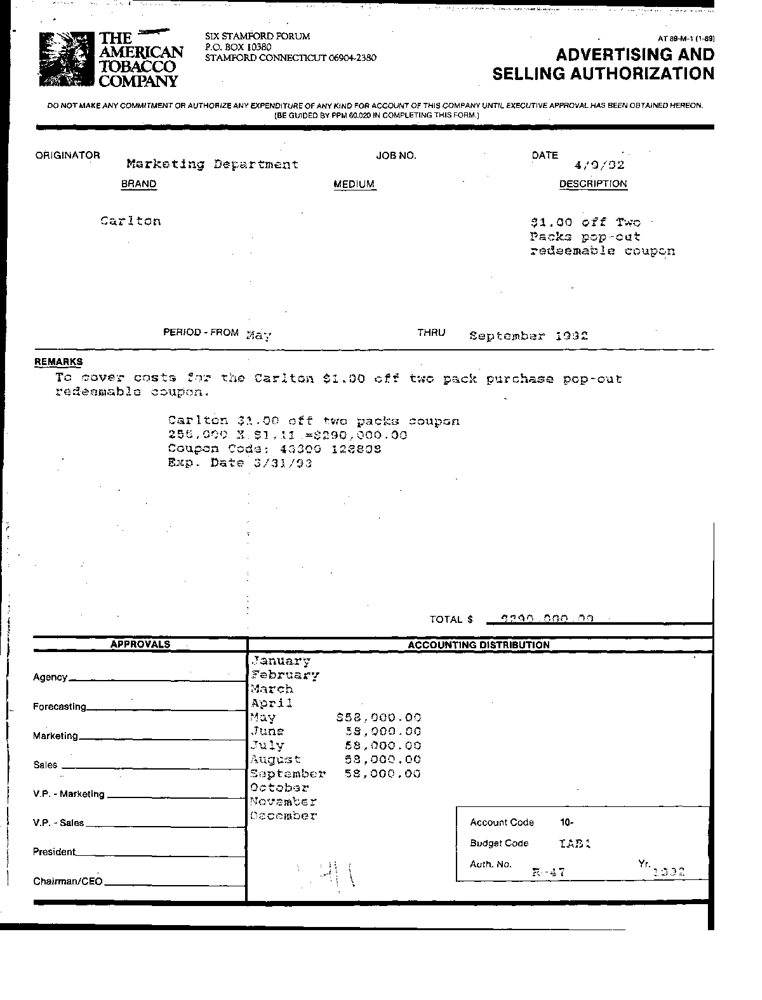 THE
AMERICAN
TOBACCO
COMPANY
SIX STAMFORD FORUM
P.O. BOX 10380
STAMFORD CONNECTICUT 06904-2380
AT 89-M-1 (1-89)
ADVERTISING AND
SELLING AUTHORIZATION
DO NOT MAKE ANY COMMITMENT OR AUTHORIZE ANY EXPENDITURE OF ANY KIND FOR ACCOUNT OF THIS COMPANY UNTIL EXECUTIVE APPROVAL HAS BEEN OBTAINED HEREON.
(BE GUIDED BY PPM 60.020 IN COMPLETING THIS FORM.)
ORIGINATOR Marketing Department JOB NO. DATE 4/9/92
BRAND MEDIUM DESCRIPTION
Carlton $1.00 off Two
Packs pop-out
redeemable coupon
PERIOD - FROM May THRU September 1992
REMARKS
To cover costs for the Carlton $1.00 off two pack purchase pop-out
redeemable coupon.
Carlton $1.00 off two packs coupon
X $1.11 =$290,000.00
Coupon Code:
Exp. Date 3/31/93
TOTAL $ $290,000.00
APPROVALS ACCOUNTING DISTRIBUTION
January
Agency February
March
Forecasting April
May $58,000.00
Marketing June 58,000.00
July 58,000.00
Sales August 58,000.00
September 58,000.00
V.P. - Marketing October
November
V.P. - Sales December
Account Code 10-
Budget Code IAB1
President
Auth. No. R-47 Yr. 1992
Chairman/CEO